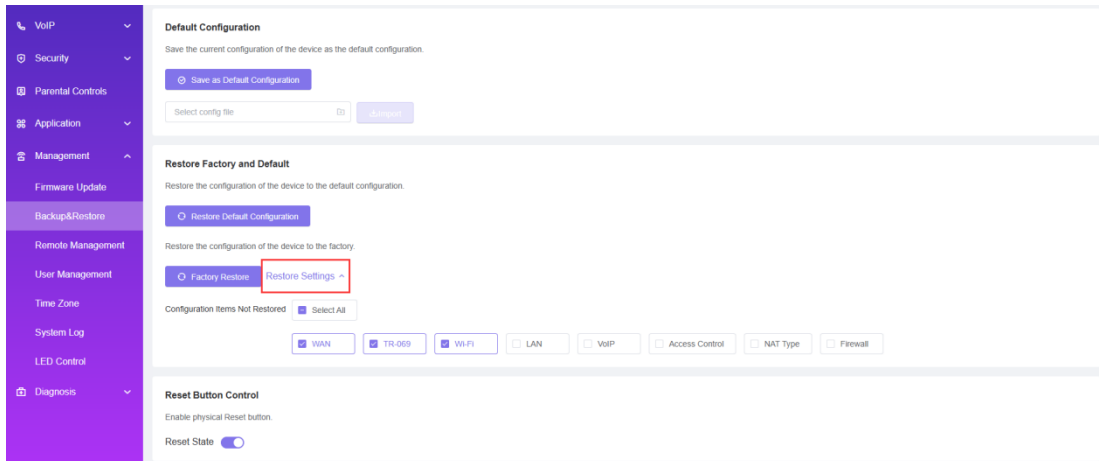 VoIP
Security
Parental Controls
Application
Management
Firmware Update
Backup&Restore
Remote Management
User Management
Time Zone
System Log
LED Control
Diagnosis
Default Configuration
Save the current configuration of the device as the default configuration.
Save as Default Configuration
Select config file Import
Restore Factory and Default
Restore the configuration of the device to the default configuration.
Restore Default Configuration
Restore the configuration of the device to the factory.
Factory Restore Restore Settings
Configuration Items Not Restored Select All
WAN TR-069 Wi-Fi LAN VoIP Access Control NAT Type Firewall
Reset Button Control
Enable physical Reset button.
Reset State